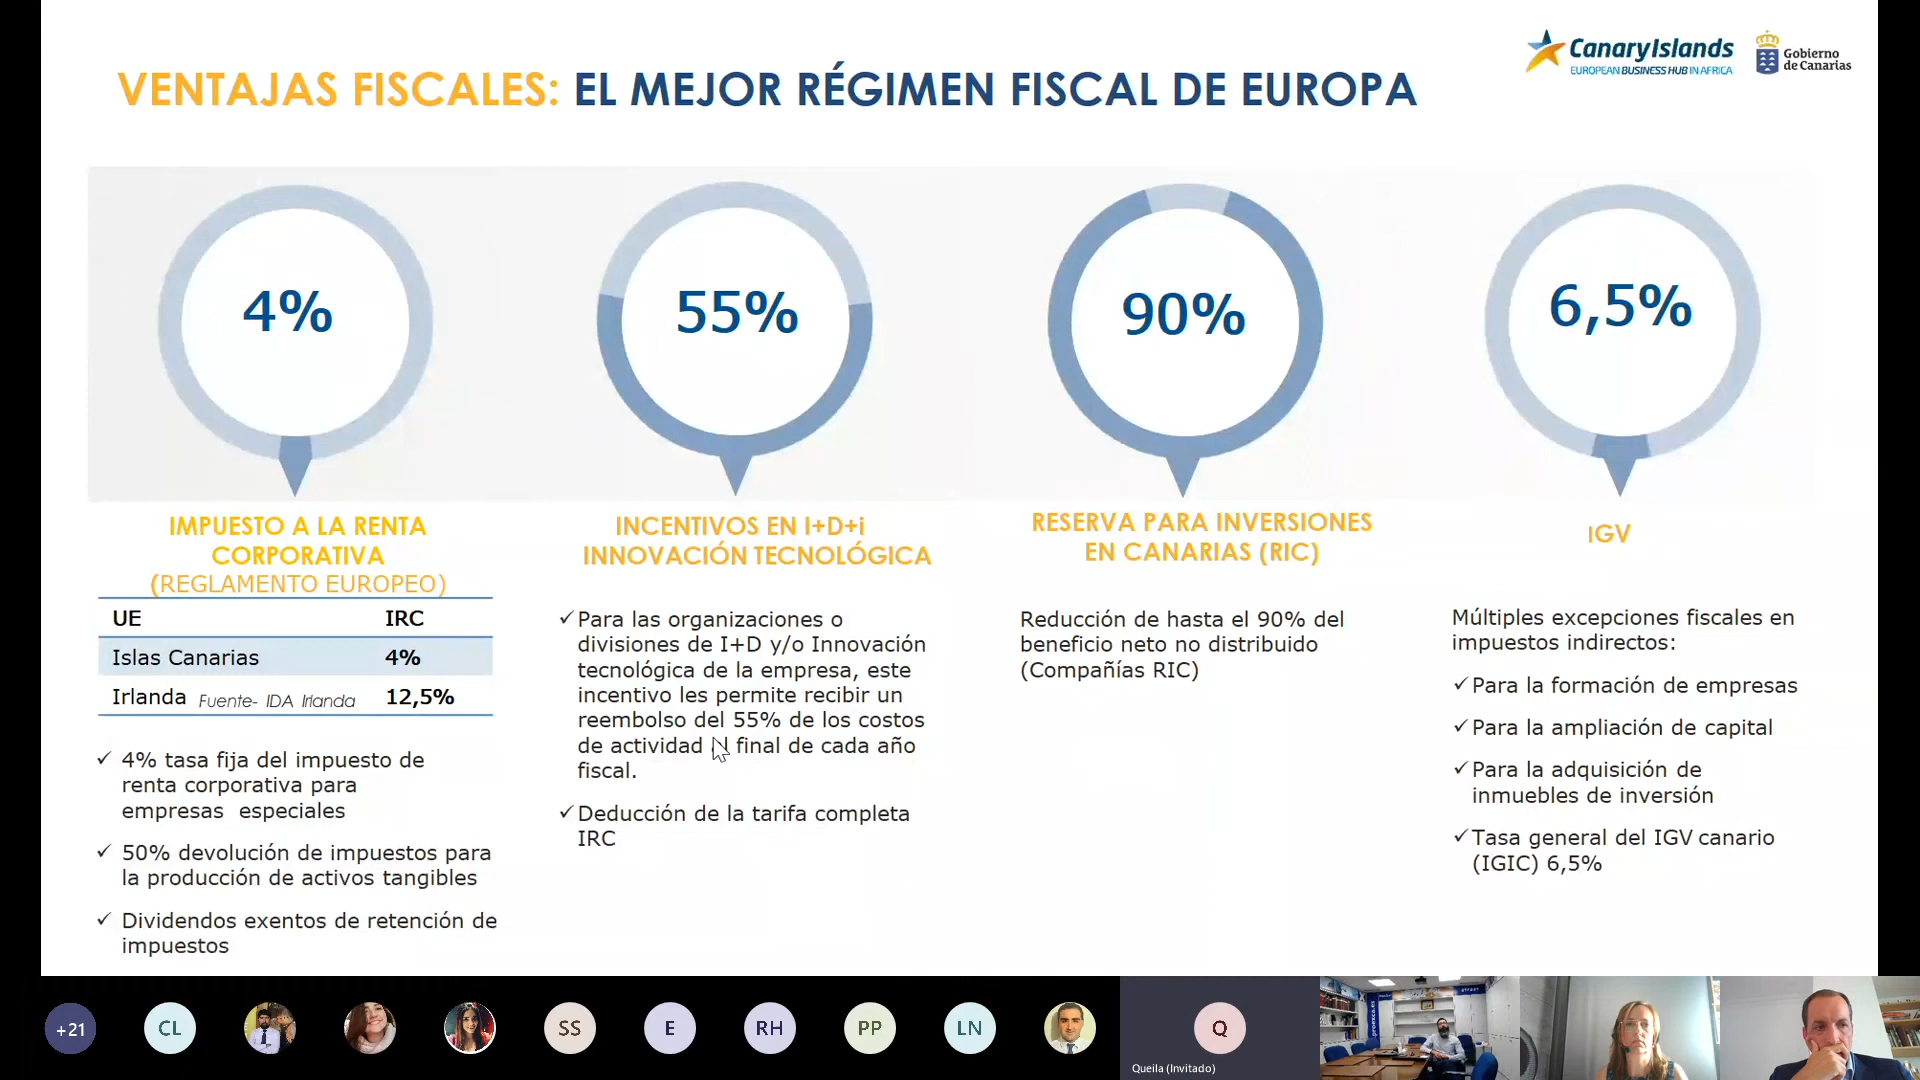 VENTAJAS FISCALES: EL MEJOR RÉGIMEN FISCAL DE EUROPA
CanaryIslands
EUROPEAN BUSINESS HUB IN AFRICA
Gobierno
de Canarias
4%
55%
90%
6,5%
IMPUESTO A LA RENTA
CORPORATIVA
(REGLAMENTO EUROPEO)
UE IRC
Islas Canarias 4%
Irlanda Fuente- IDA Irlanda 12,5%
✓ 4% tasa fija del impuesto de
renta corporativa para
empresas especiales
✓ 50% devolución de impuestos para
la producción de activos tangibles
✓ Dividendos exentos de retención de
impuestos
INCENTIVOS EN I+D+i
INNOVACIÓN TECNOLÓGICA
✓ Para las organizaciones o
divisiones de I+D y/o Innovación
tecnológica de la empresa, este
incentivo les permite recibir un
reembolso del 55% de los costos
de actividad al final de cada año
fiscal.
✓ Deducción de la tarifa completa
IRC
RESERVA PARA INVERSIONES
EN CANARIAS (RIC)
Reducción de hasta el 90% del
beneficio neto no distribuido
(Compañías RIC)
IGV
Múltiples excepciones fiscales en
impuestos indirectos:
✓ Para la formación de empresas
✓ Para la ampliación de capital
✓ Para la adquisición de
inmuebles de inversión
✓ Tasa general del IGV canario
(IGIC) 6,5%
+21
CL
SS
E
RH
PP
LN
Q
Queila (Invitado)